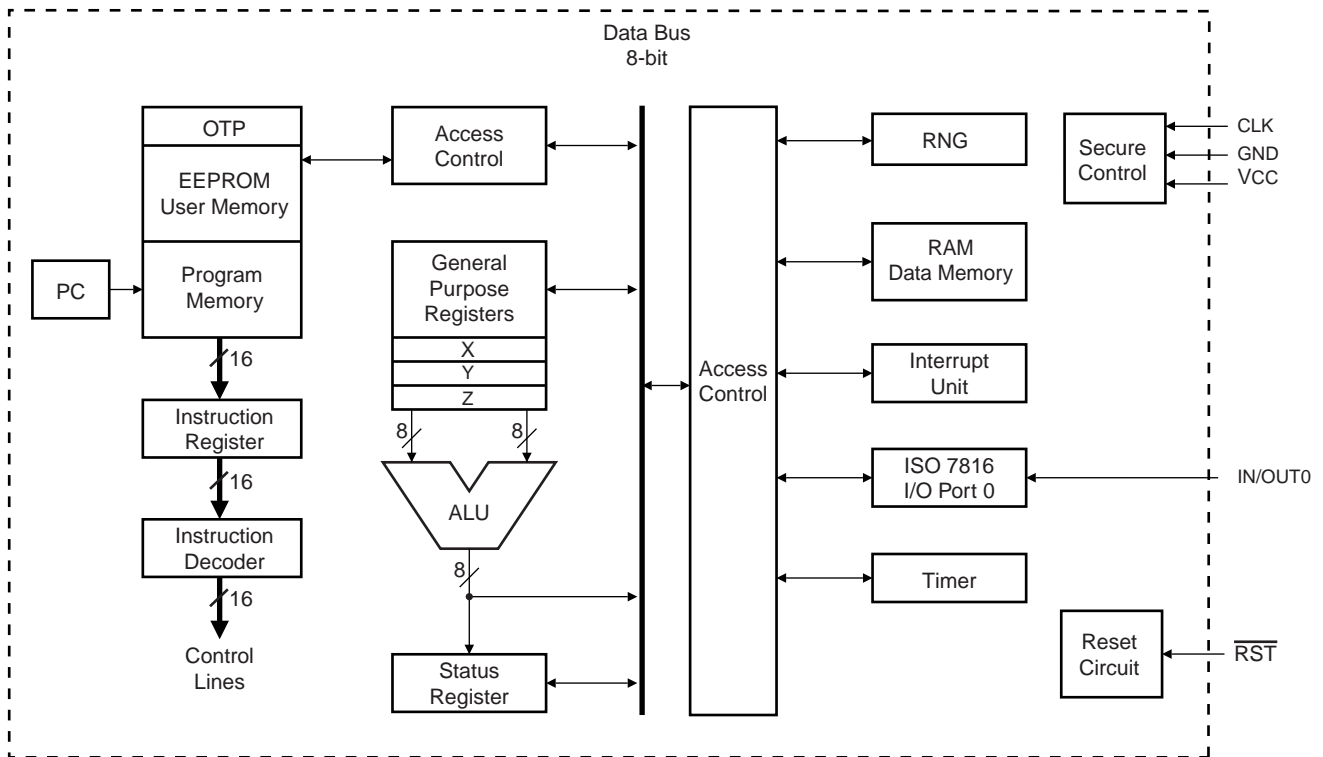 Data Bus
8-bit
OTP
EEPROM
User Memory
Program
Memory
PC
16
Instruction
Register
16
Instruction
Decoder
16
Control
Lines
Access
Control
General
Purpose
Registers
X
Y
Z
8
8
ALU
8
Status
Register
Access
Control
RNG
RAM
Data Memory
Interrupt
Unit
ISO 7816
I/O Port 0
Timer
Secure
Control
CLK
GND
VCC
IN/OUT0
Reset
Circuit
R̅S̅T̅